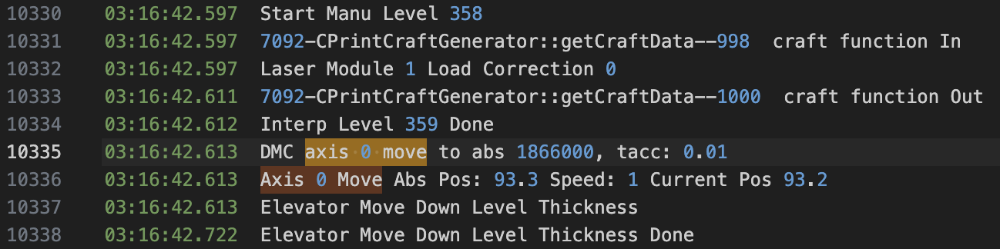 10330 03:16:42.597 Start Manu Level 358
10331 03:16:42.597 7092-CPrintCraftGenerator::getCraftData--998  craft function In
10332 03:16:42.597 Laser Module 1 Load Correction 0
10333 03:16:42.611 7092-CPrintCraftGenerator::getCraftData--1000  craft function Out
10334 03:16:42.612 Interp Level 359 Done
10335 03:16:42.613 DMC axis 0 move to abs 1866000, tacc: 0.01
10336 03:16:42.613 Axis 0 Move Abs Pos: 93.3 Speed: 1 Current Pos 93.2
10337 03:16:42.613 Elevator Move Down Level Thickness
10338 03:16:42.722 Elevator Move Down Level Thickness Done